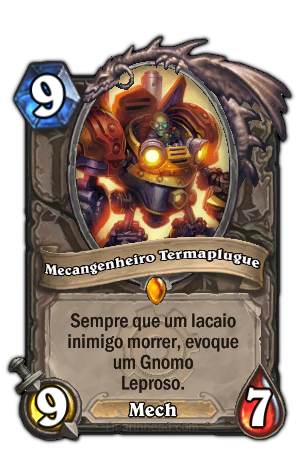 9
Mecangenheiro Termaplugue
Sempre que um lacaio
inimigo morrer, evoque
um Gnomo
Leproso.
9
Mech
7